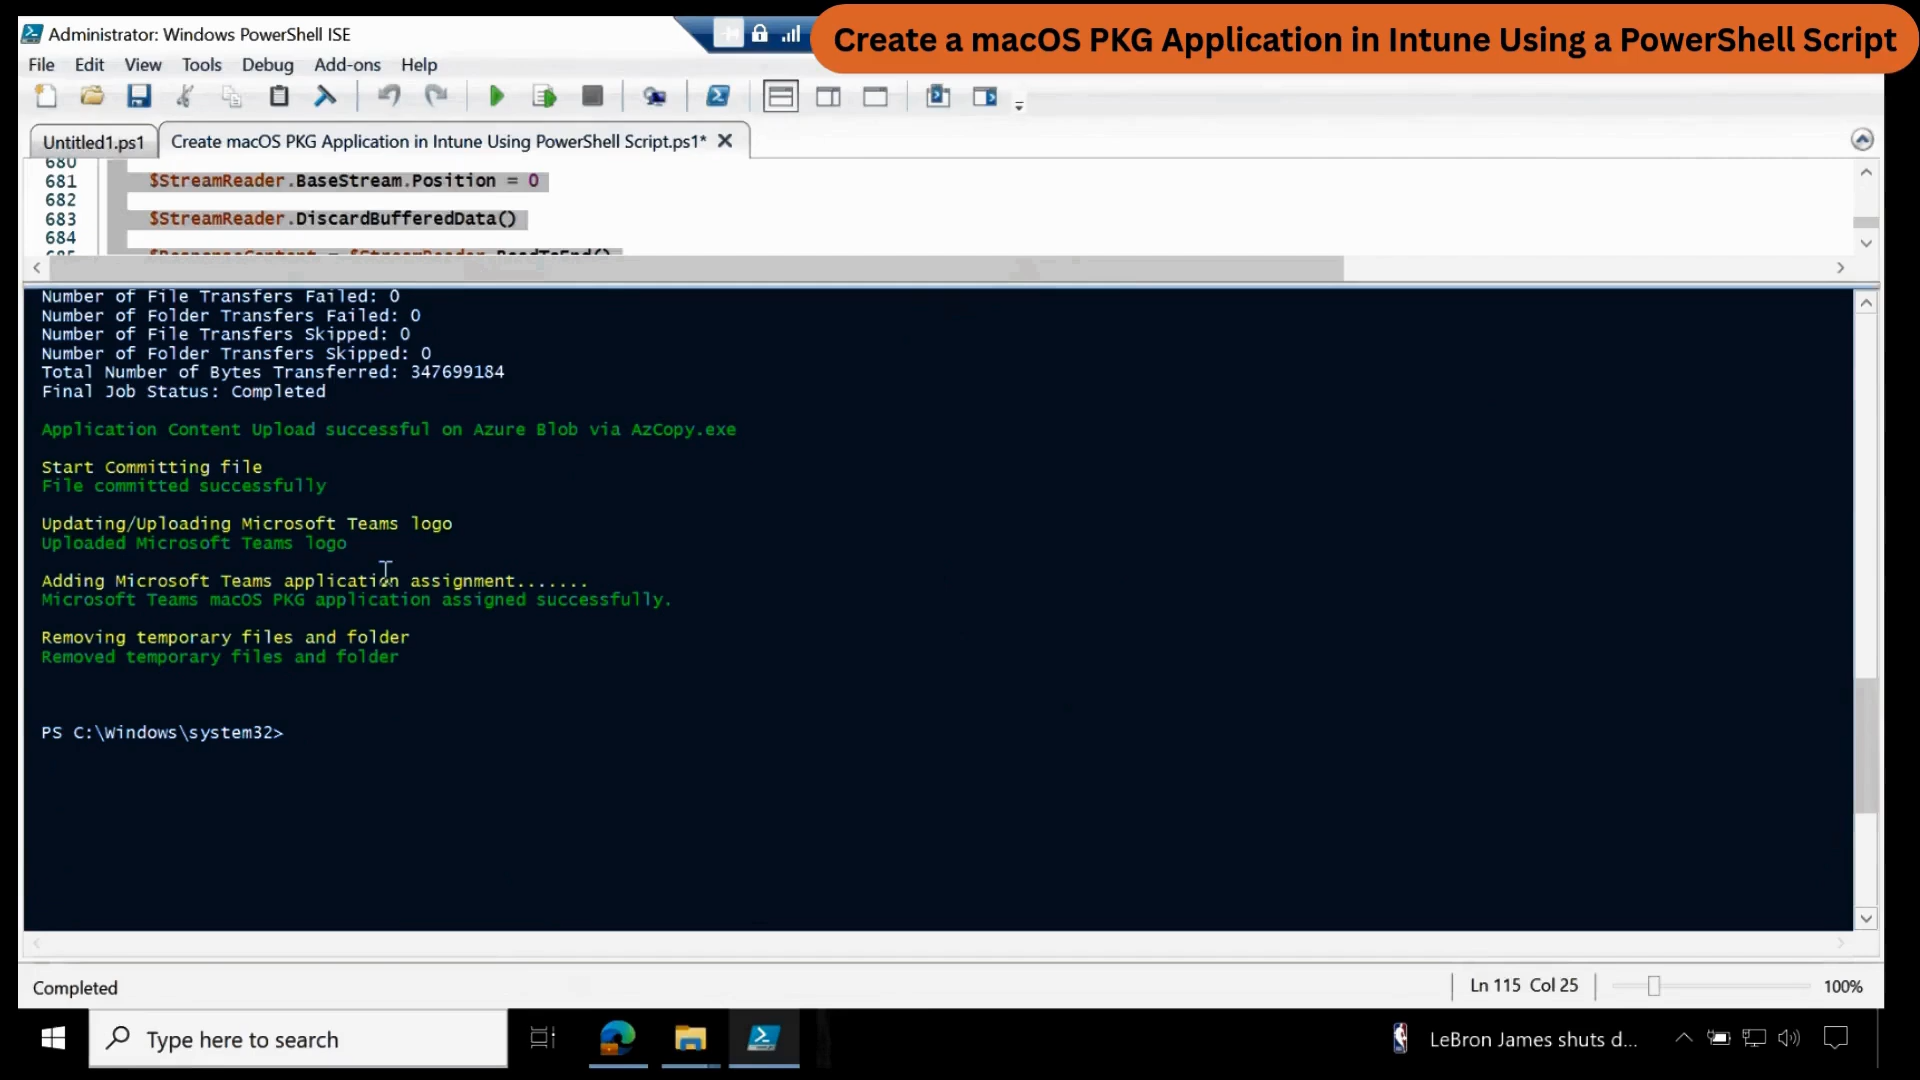 Administrator: Windows PowerShell ISE
Create a macOS PKG Application in Intune Using a PowerShell Script
File Edit View Tools Debug Add-ons Help
Untitled1.ps1 Create macOS PKG Application in Intune Using PowerShell Script.ps1* X
680
681 $StreamReader.BaseStream.Position = 0
682
683 $StreamReader.DiscardBufferedData()
684
685 $ResponseContent = $StreamReader.ReadToEnd()
Number of File Transfers Failed: 0
Number of Folder Transfers Failed: 0
Number of File Transfers Skipped: 0
Number of Folder Transfers Skipped: 0
Total Number of Bytes Transferred: 347699184
Final Job Status: Completed
Application Content Upload successful on Azure Blob via AzCopy.exe
Start Committing file
File committed successfully
Updating/Uploading Microsoft Teams logo
Uploaded Microsoft Teams logo
Adding Microsoft Teams application assignment.......
Microsoft Teams macOS PKG application assigned successfully.
Removing temporary files and folder
Removed temporary files and folder
PS C:\Windows\system32>
Completed
Ln 115 Col 25
100%
Type here to search
LeBron James shuts d...